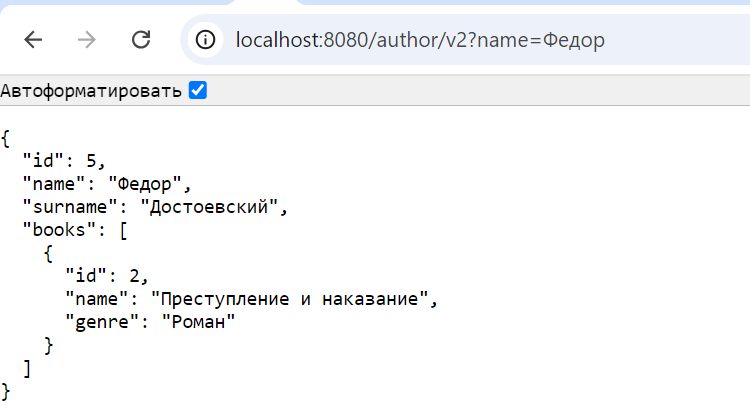 localhost:8080/author/v2?name=Федор
Автоформатировать
{
  "id": 5,
  "name": "Федор",
  "surname": "Достоевский",
  "books": [
    {
      "id": 2,
      "name": "Преступление и наказание",
      "genre": "Роман"
    }
  ]
}